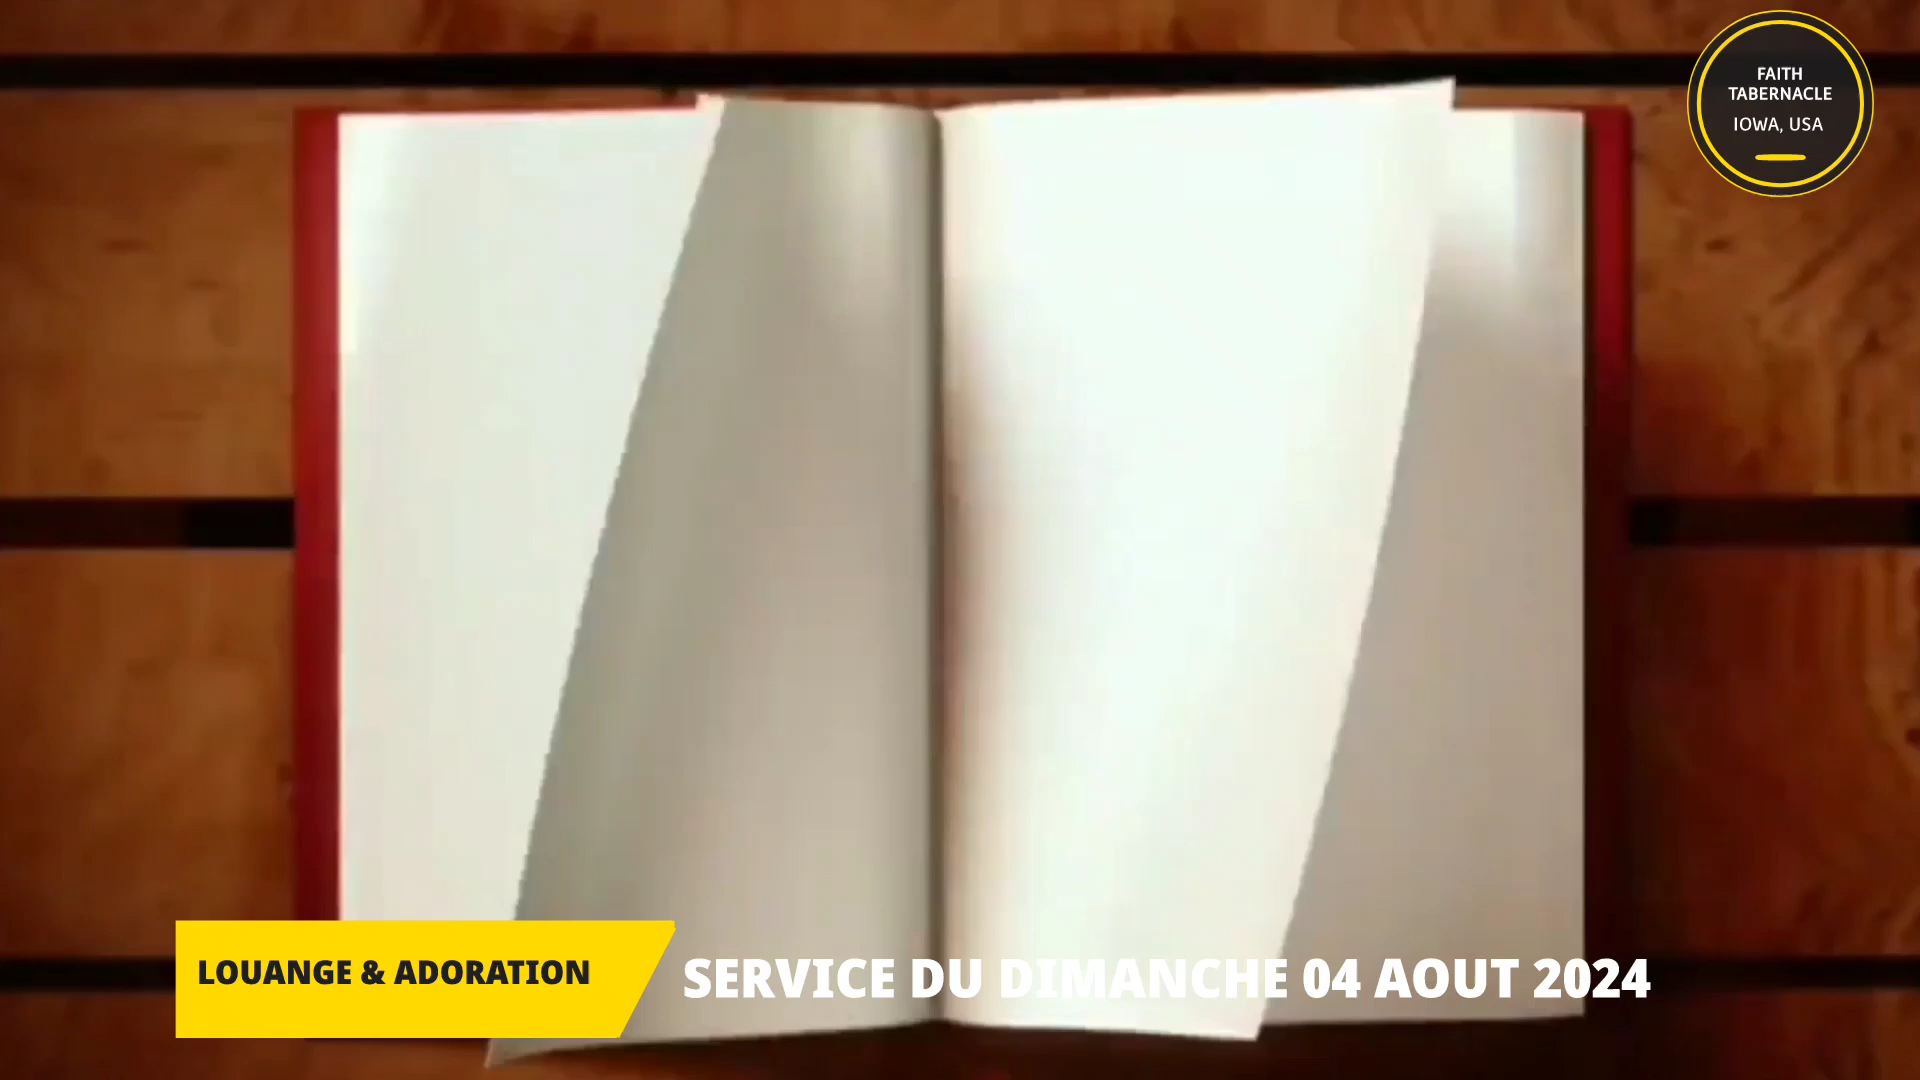 FAITH
TABERNACLE
IOWA, USA
LOUANGE & ADORATION
SERVICE DU DIMANCHE 04 AOUT 2024